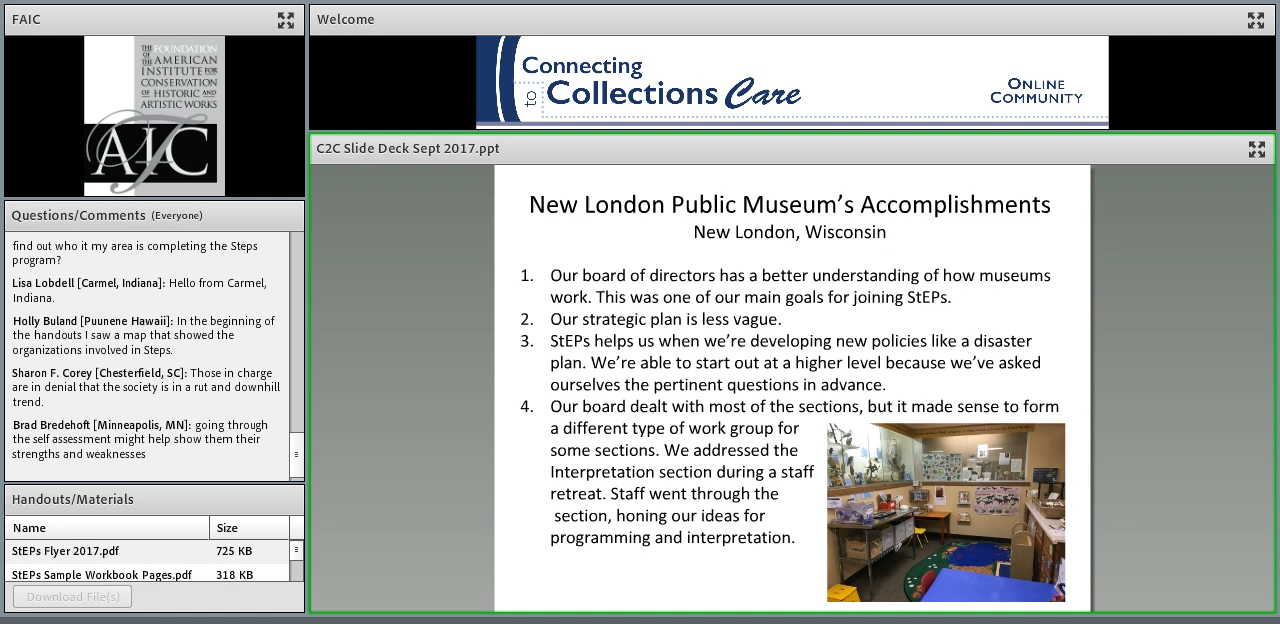 FAIC
THE FOUNDATION
OF THE AMERICAN
INSTITUTE FOR
CONSERVATION
OF HISTORIC AND
ARTISTIC WORKS
AIC
Questions/Comments (Everyone)
find out who it my area is completing the Steps
program?
Lisa Lobdell [Carmel, Indiana]: Hello from Carmel,
Indiana.
Holly Buland [Puunene Hawaii]: In the beginning of
the handouts I saw a map that showed the
organizations involved in Steps.
Sharon F. Corey [Chesterfield, SC]: Those in charge
are in denial that the society is in a rut and downhill
trend.
Brad Bredehoft [Minneapolis, MN]: going through
the self assessment might help show them their
strengths and weaknesses
Handouts/Materials
Name Size
StEPs Flyer 2017.pdf 725 KB
StEPs Sample Workbook Pages.pdf 318 KB
Download File(s)
Welcome
Connecting
to Collections Care
ONLINE
COMMUNITY
C2C Slide Deck Sept 2017.ppt
New London Public Museum’s Accomplishments
New London, Wisconsin
1. Our board of directors has a better understanding of how museums
work. This was one of our main goals for joining StEPs.
2. Our strategic plan is less vague.
3. StEPs helps us when we’re developing new policies like a disaster
plan. We’re able to start out at a higher level because we’ve asked
ourselves the pertinent questions in advance.
4. Our board dealt with most of the sections, but it made sense to form
a different type of work group for
some sections. We addressed the
Interpretation section during a staff
retreat. Staff went through the
section, honing our ideas for
programming and interpretation.